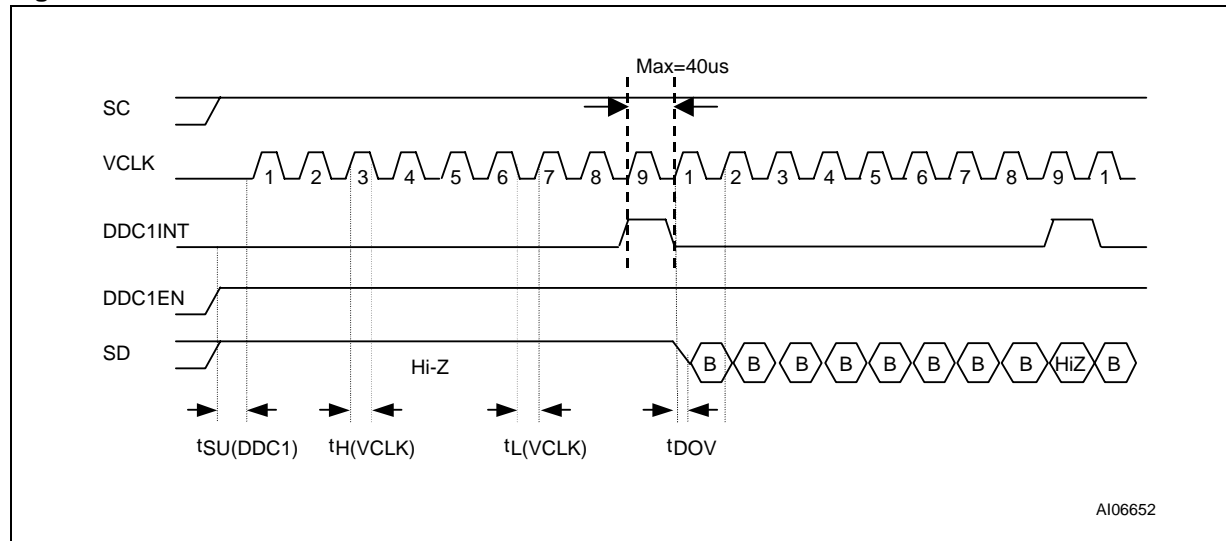 Max=40us
SC
VCLK
1 2 3 4 5 6 7 8 9 1 2 3 4 5 6 7 8 9 1
DDC1INT
DDC1EN
SD
Hi-Z
B B B B B B B B HiZ B
tSU(DDC1) tH(VCLK) tL(VCLK) tDOV
AI06652